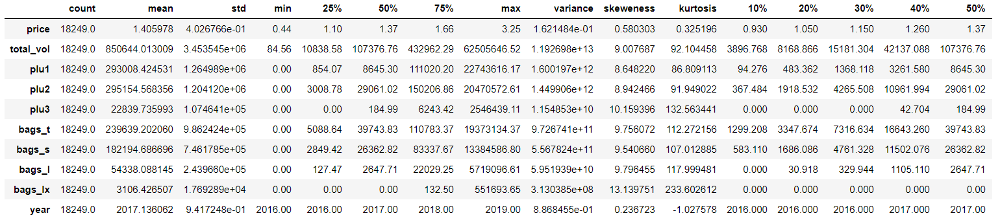 count mean std min 25% 50% 75% max variance skeweness kurtosis 10% 20% 30% 40% 50%
price 18249.0 1.405978 4.026766e-01 0.44 1.10 1.37 1.66 3.25 1.621484e-01 0.580303 0.325196 0.930 1.050 1.150 1.260 1.37
total_vol 18249.0 850644.013009 3.453545e+06 84.56 10838.58 107376.76 432962.29 62505646.52 1.192698e+13 9.007687 92.104458 3896.768 8168.866 15181.304 42137.088 107376.76
plu1 18249.0 293008.424531 1.264989e+06 0.00 854.07 8645.30 111020.20 22743616.17 1.600197e+12 8.648220 86.809113 94.276 483.362 1368.118 3261.580 8645.30
plu2 18249.0 295154.568356 1.204120e+06 0.00 3008.78 29061.02 150206.86 20470572.61 1.449906e+12 8.942466 91.949022 367.484 1918.532 4265.508 10961.994 29061.02
plu3 18249.0 22839.735993 1.074641e+05 0.00 0.00 184.99 6243.42 2546439.11 1.154853e+10 10.159396 132.563441 0.000 0.000 0.000 42.704 184.99
bags_t 18249.0 239639.202060 9.862424e+05 0.00 5088.64 39743.83 110783.37 19373134.37 9.726741e+11 9.756072 112.272156 1299.208 3347.674 7316.634 16643.260 39743.83
bags_s 18249.0 182194.686696 7.461785e+05 0.00 2849.42 26362.82 83337.67 13384586.80 5.567824e+11 9.540660 107.012885 583.110 1686.086 4761.328 11502.076 26362.82
bags_l 18249.0 54338.088145 2.439660e+05 0.00 127.47 2647.71 22029.25 5719096.61 5.951939e+10 9.796455 117.999481 0.000 30.918 329.944 1105.110 2647.71
bags_lx 18249.0 3106.426507 1.769289e+04 0.00 0.00 0.00 132.50 551693.65 3.130385e+08 13.139751 233.602612 0.000 0.000 0.000 0.000 0.00
year 18249.0 2017.136062 9.417248e-01 2016.00 2016.00 2017.00 2018.00 2019.00 8.868455e-01 0.236723 -1.027578 2016.000 2016.000 2016.000 2017.000 2017.00